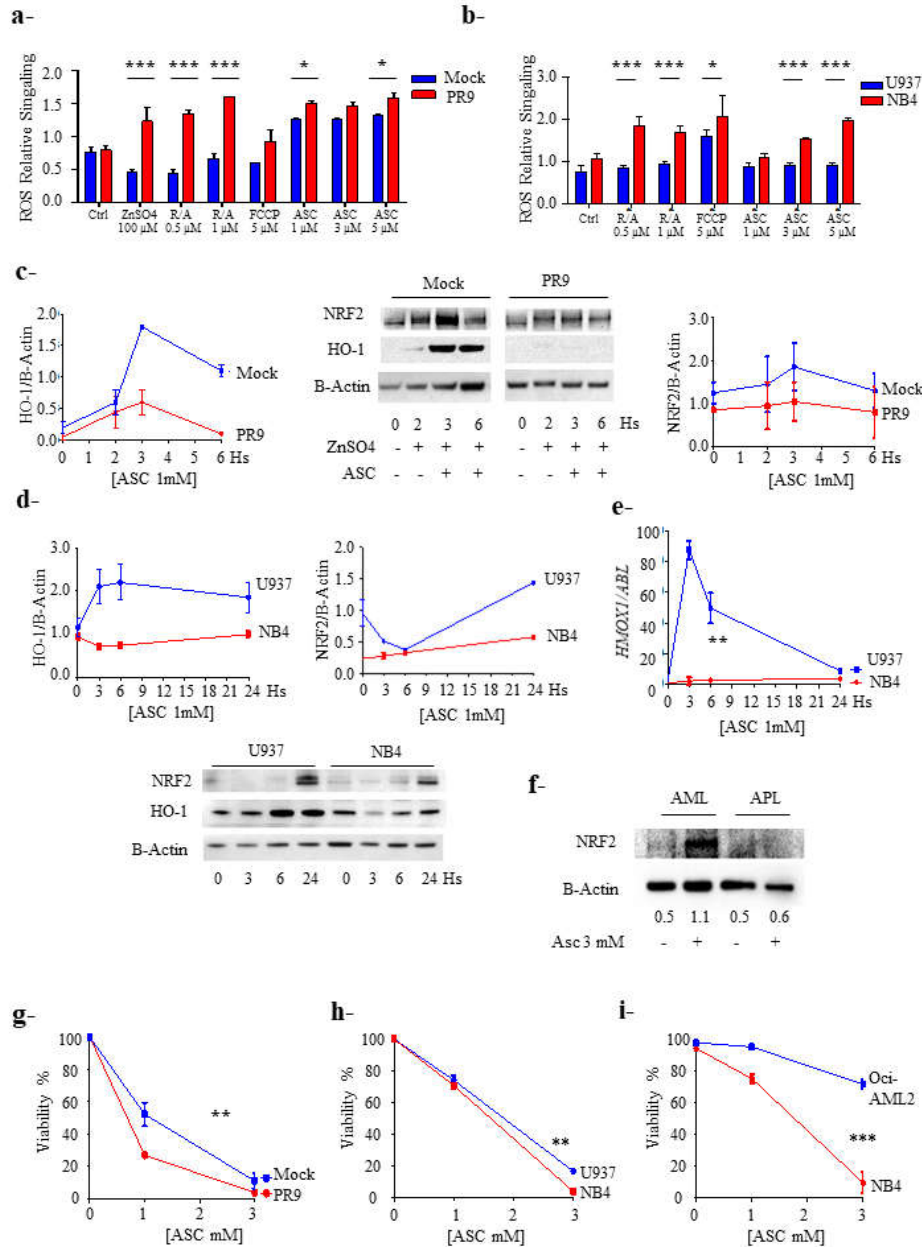 a-
ROS Relative Singaling
2.0
1.5
1.0
0.5
0.0
*** *** *** * *
Mock
PR9
Ctrl ZnSO4 R/A R/A FCCP ASC ASC ASC
100 µM 0.5 µM 1 µM 5 µM 1 µM 3 µM 5 µM
b-
ROS Relative Singaling
3.0
2.0
1.0
0.0
*** *** * *** ***
U937
NB4
Ctrl R/A R/A FCCP ASC ASC ASC
0.5 µM 1 µM 5 µM 1 µM 3 µM 5 µM
c-
HO-1/B-Actin
2.0
1.5
1.0
0.5
0.0
Mock
PR9
0 1 2 3 4 5 6 Hs
[ASC 1mM]
Mock PR9
NRF2
HO-1
B-Actin
0 2 3 6 0 2 3 6 Hs
ZnSO4 - + + + - + + +
ASC - - + + - - + +
NRF2/B-Actin
3.0
2.0
1.0
0.0
Mock
PR9
0 1 2 3 4 5 6 Hs
[ASC 1mM]
d-
HO-1/B-Actin
3.0
2.0
1.0
0.0
U937
NB4
0 3 6 9 12 15 18 21 24 Hs
[ASC 1mM]
NRF2/B-Actin
2.0
1.5
1.0
0.5
0.0
U937
NB4
0 3 6 9 12 15 18 21 24 Hs
[ASC 1mM]
U937 NB4
NRF2
HO-1
B-Actin
0 3 6 24 0 3 6 24 Hs
e-
HMOX1/ABL
100
80
60
40
20
0
**
U937
NB4
0 3 6 9 12 15 18 21 24 Hs
[ASC 1mM]
f-
AML APL
NRF2
B-Actin
0.5 1.1 0.5 0.6
Asc 3 mM - + - +
g-
Viability %
100
80
60
40
20
0
**
Mock
PR9
0 1 2 3
[ASC mM]
h-
Viability %
100
80
60
40
20
0
**
U937
NB4
0 1 2 3
[ASC mM]
i-
Viability %
100
80
60
40
20
0
Oci-
AML2
***
NB4
0 1 2 3
[ASC mM]